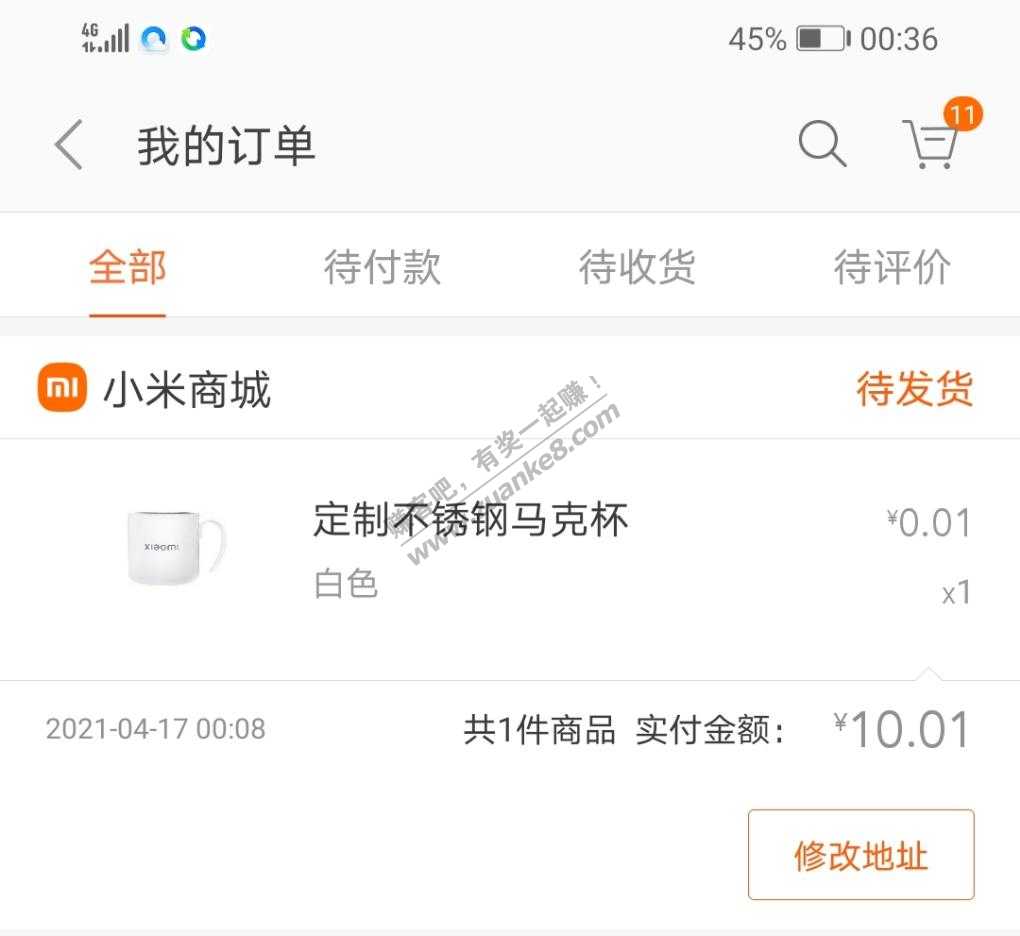 4G 45% 00:36
我的订单 11
全部 待付款 待收货 待评价
mi 小米商城 待发货
赚客吧，有奖一起赚！
www.zuanke8.com
xiaomi 定制不锈钢马克杯 ¥0.01
白色 x1
2021-04-17 00:08 共1件商品 实付金额： ¥10.01
修改地址